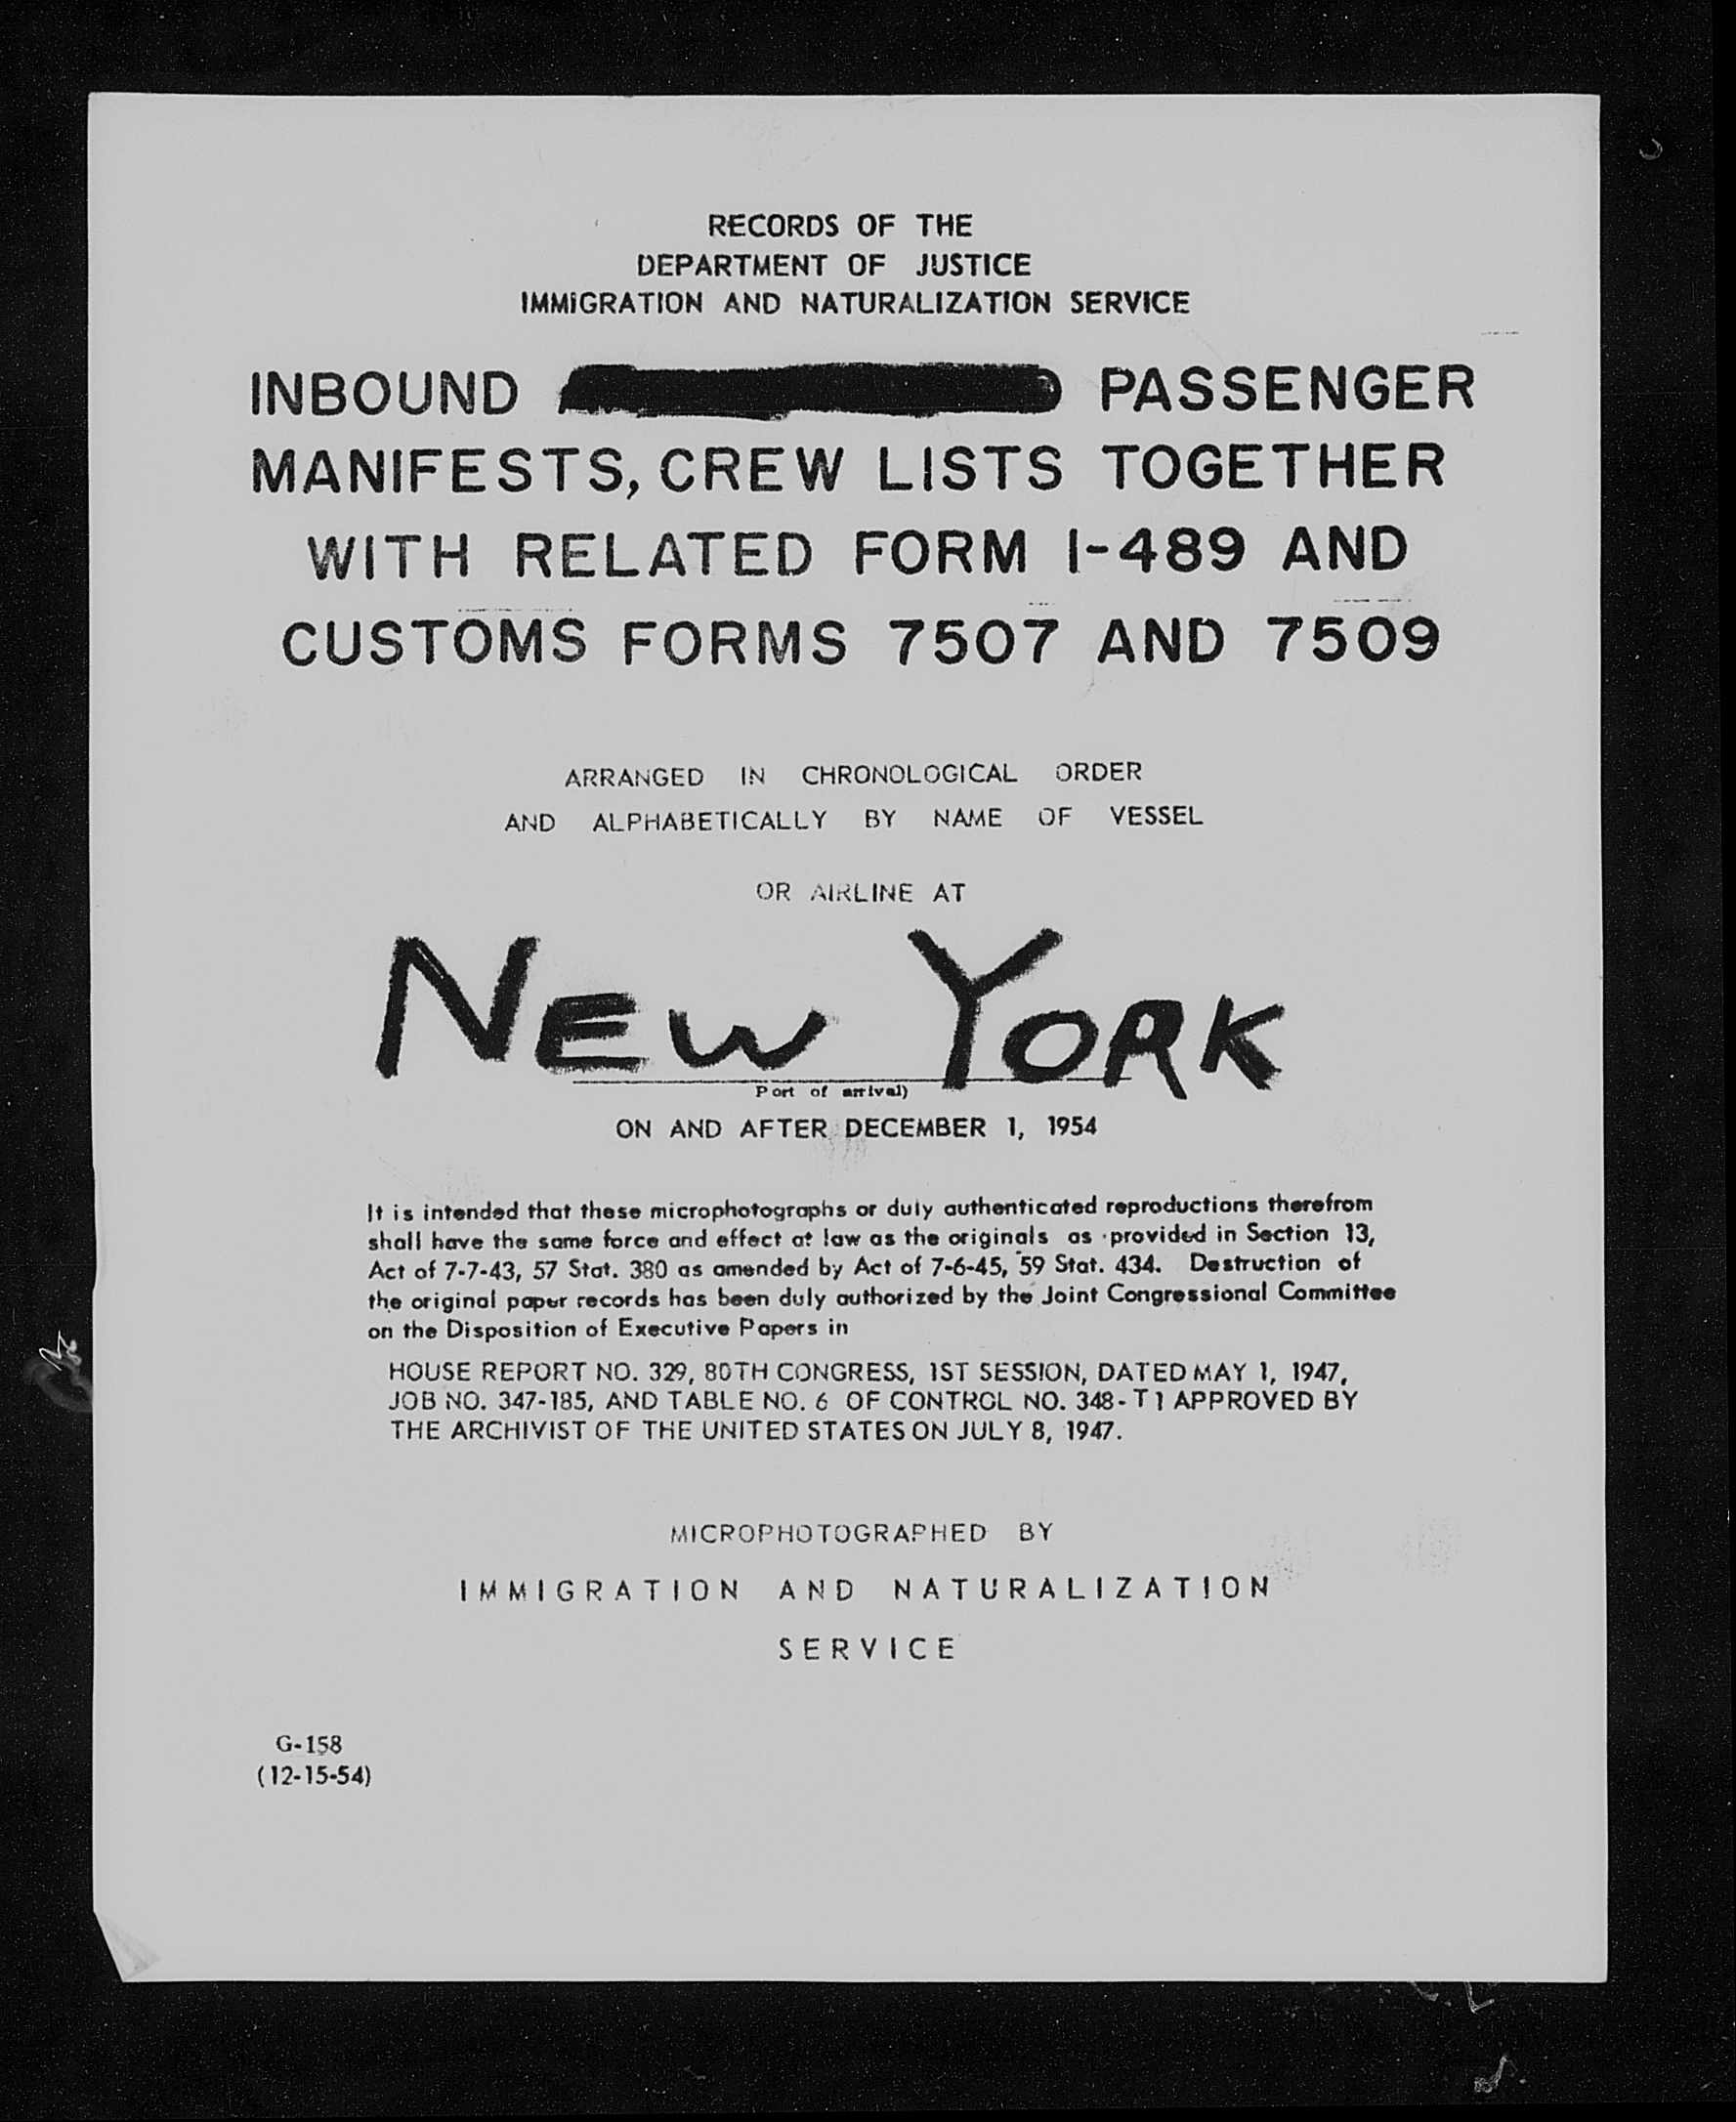 RECORDS OF THE
DEPARTMENT OF JUSTICE
IMMIGRATION AND NATURALIZATION SERVICE
INBOUND PASSENGER
MANIFESTS, CREW LISTS TOGETHER
WITH RELATED FORM I-489 AND
CUSTOMS FORMS 7507 AND 7509
ARRANGED IN CHRONOLOGICAL ORDER
AND ALPHABETICALLY BY NAME OF VESSEL
OR AIRLINE AT
NEW YORK
Port of arrival)
ON AND AFTER DECEMBER 1, 1954
It is intended that these microphotographs or duly authenticated reproductions therefrom
shall have the same force and effect at law as the originals as provided in Section 13,
Act of 7-7-43, 57 Stat. 380 as amended by Act of 7-6-45, 59 Stat. 434. Destruction of
the original paper records has been duly authorized by the Joint Congressional Committee
on the Disposition of Executive Papers in
HOUSE REPORT NO. 329, 80TH CONGRESS, 1ST SESSION, DATED MAY 1, 1947,
JOB NO. 347-185, AND TABLE NO. 6 OF CONTROL NO. 348-T1 APPROVED BY
THE ARCHIVIST OF THE UNITED STATES ON JULY 8, 1947.
MICROPHOTOGRAPHED BY
IMMIGRATION AND NATURALIZATION
SERVICE
G-158
(12-15-54)